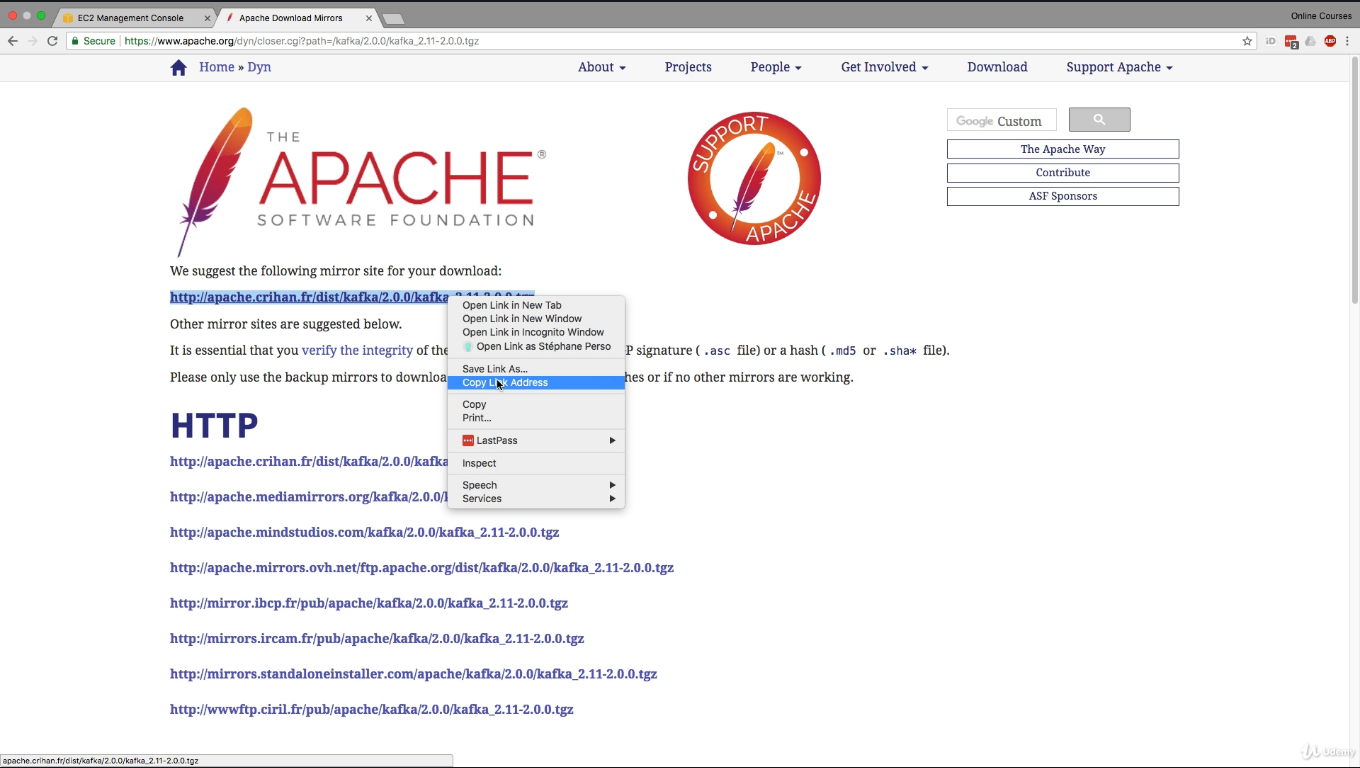 EC2 Management Console
Apache Download Mirrors
Online Courses
Secure
https://www.apache.org/dyn/closer.cgi?path=/kafka/2.0.0/kafka_2.11-2.0.0.tgz
iD
2
ABP
Home » Dyn
About
Projects
People
Get Involved
Download
Support Apache
THE
APACHE®
SOFTWARE FOUNDATION
SUPPORT
APACHE
Google Custom
The Apache Way
Contribute
ASF Sponsors
We suggest the following mirror site for your download:
http://apache.crihan.fr/dist/kafka/2.0.0/kafka_2.11-2.0.0.tgz
Other mirror sites are suggested below.
It is essential that you verify the integrity of the P signature ( .asc file) or a hash ( .md5 or .sha* file).
Please only use the backup mirrors to downloa hes or if no other mirrors are working.
Open Link in New Tab
Open Link in New Window
Open Link in Incognito Window
Open Link as Stéphane Perso
Save Link As...
Copy Link Address
Copy
Print...
LastPass
Inspect
Speech
Services
HTTP
http://apache.crihan.fr/dist/kafka/2.0.0/kafka
http://apache.mediamirrors.org/kafka/2.0.0/k
http://apache.mindstudios.com/kafka/2.0.0/kafka_2.11-2.0.0.tgz
http://apache.mirrors.ovh.net/ftp.apache.org/dist/kafka/2.0.0/kafka_2.11-2.0.0.tgz
http://mirror.ibcp.fr/pub/apache/kafka/2.0.0/kafka_2.11-2.0.0.tgz
http://mirrors.ircam.fr/pub/apache/kafka/2.0.0/kafka_2.11-2.0.0.tgz
http://mirrors.standaloneinstaller.com/apache/kafka/2.0.0/kafka_2.11-2.0.0.tgz
http://wwwftp.ciril.fr/pub/apache/kafka/2.0.0/kafka_2.11-2.0.0.tgz
apache.crihan.fr/dist/kafka/2.0.0/kafka_2.11-2.0.0.tgz
Udemy